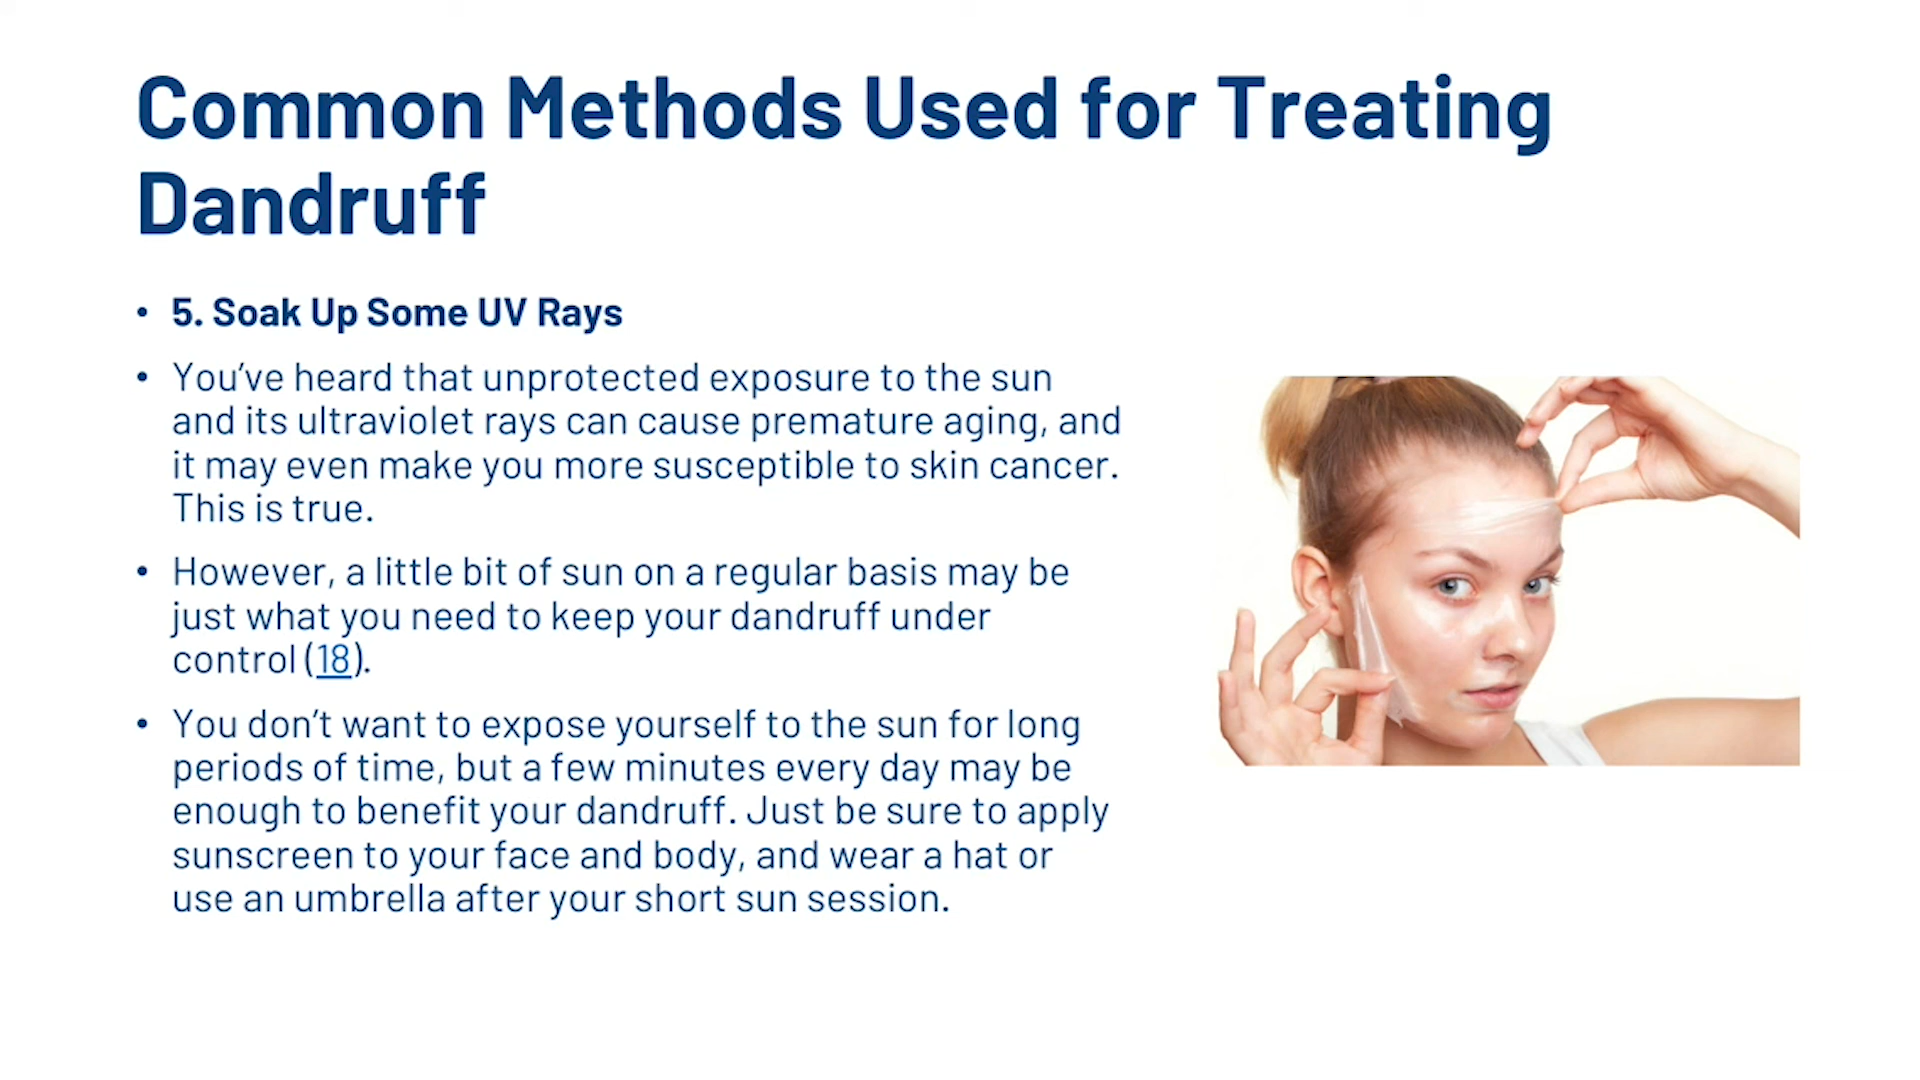 Common Methods Used for Treating
Dandruff
• 5. Soak Up Some UV Rays
• You’ve heard that unprotected exposure to the sun
and its ultraviolet rays can cause premature aging, and
it may even make you more susceptible to skin cancer.
This is true.
• However, a little bit of sun on a regular basis may be
just what you need to keep your dandruff under
control (18).
• You don’t want to expose yourself to the sun for long
periods of time, but a few minutes every day may be
enough to benefit your dandruff. Just be sure to apply
sunscreen to your face and body, and wear a hat or
use an umbrella after your short sun session.